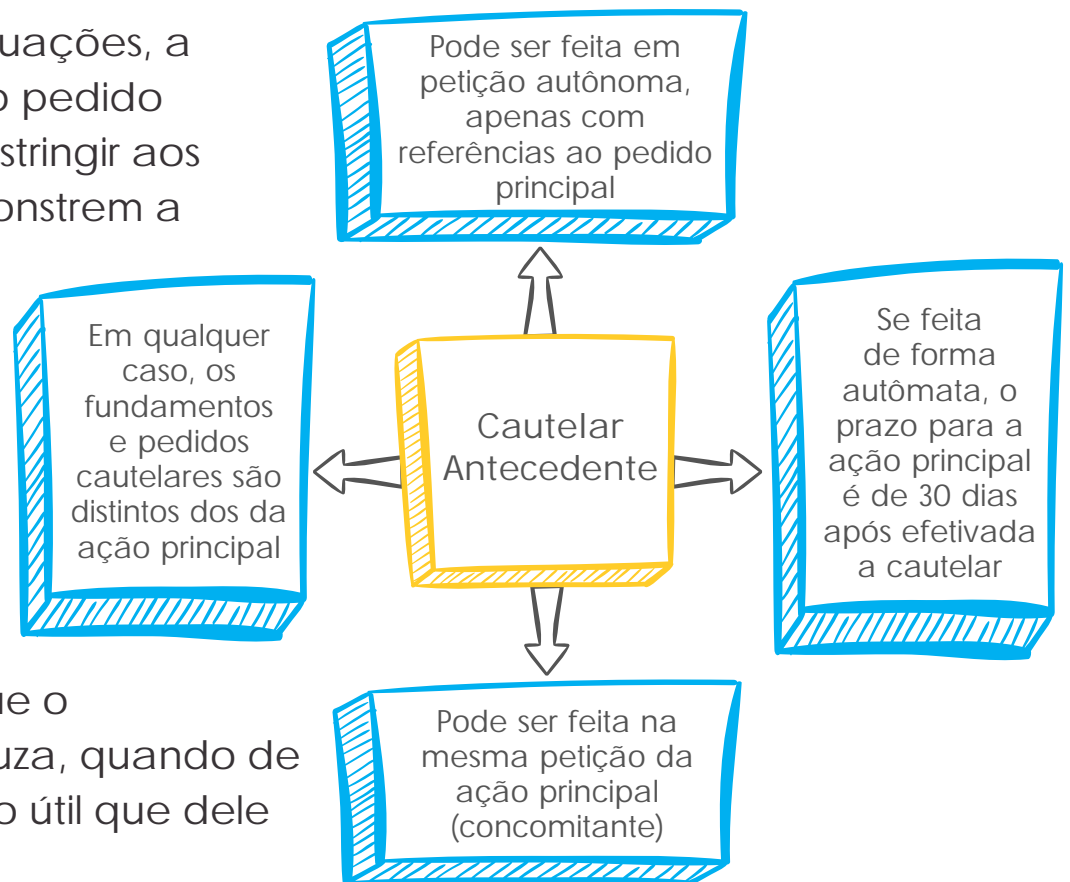 uações, a
o pedido
stringir aos
onstrem a
Pode ser feita em
petição autônoma,
apenas com
referências ao pedido
principal
Em qualquer
caso, os
fundamentos
e pedidos
cautelares são
distintos dos da
ação principal
Cautelar
Antecedente
Se feita
de forma
autômata, o
prazo para a
ação principal
é de 30 dias
após efetivada
a cautelar
ue o
uza, quando de
o útil que dele
Pode ser feita na
mesma petição da
ação principal
(concomitante)